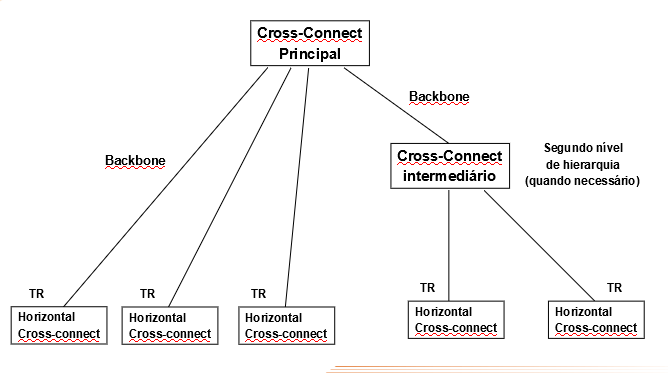 Cross-Connect
Principal
Backbone
Backbone
Cross-Connect
intermediário
Segundo nível
de hierarquia
(quando necessário)
TR
Horizontal
Cross-connect
TR
Horizontal
Cross-connect
TR
Horizontal
Cross-connect
TR
Horizontal
Cross-connect
TR
Horizontal
Cross-connect